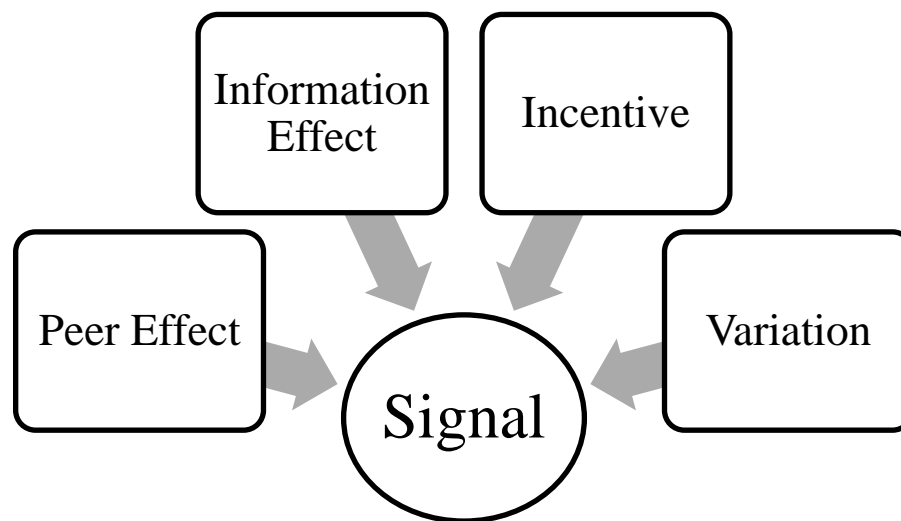 Information
Effect
Incentive
Peer Effect
Variation
Signal